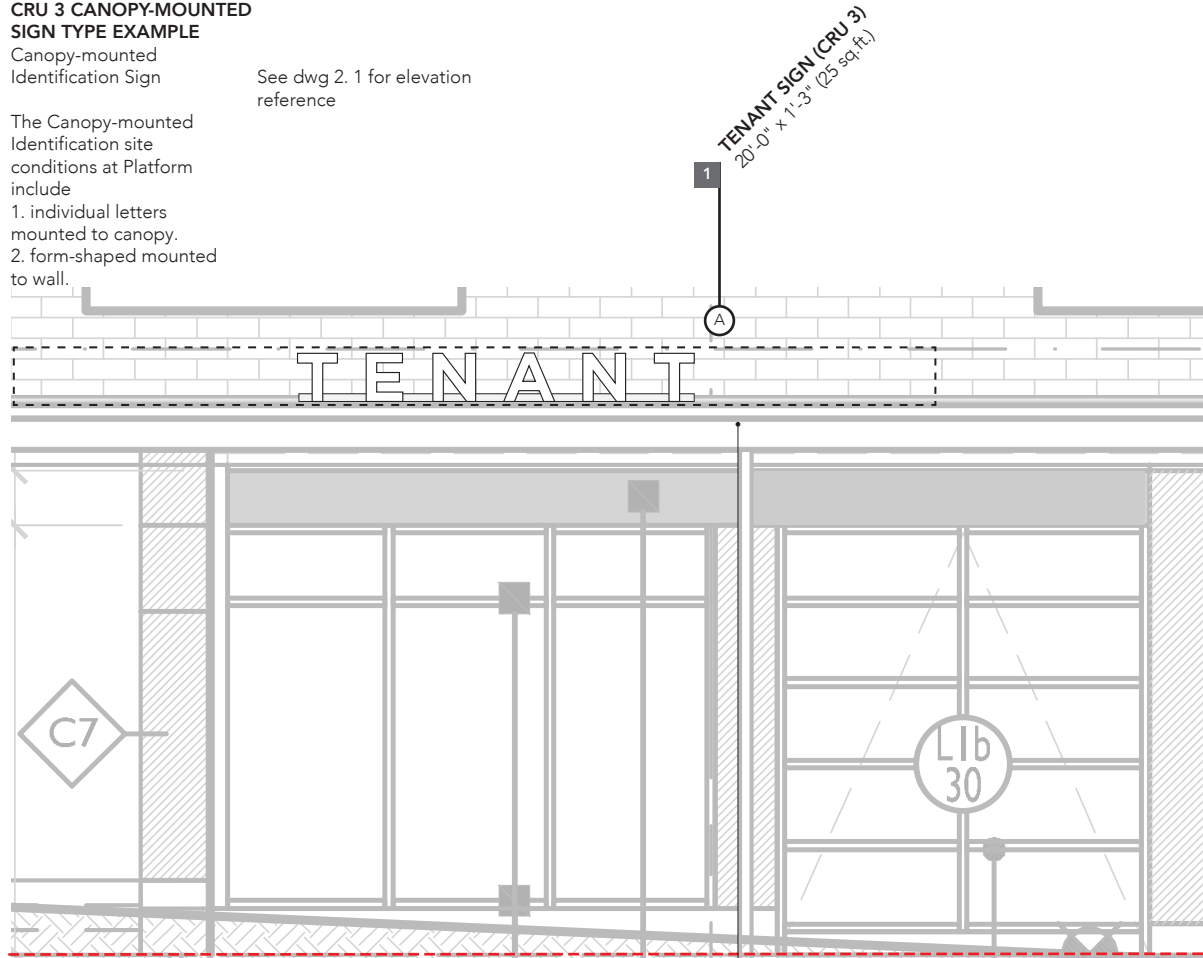 CRU 3 CANOPY-MOUNTED
SIGN TYPE EXAMPLE
Canopy-mounted
Identification Sign
See dwg 2. 1 for elevation
reference
The Canopy-mounted
Identification site
conditions at Platform
include
1. individual letters
mounted to canopy.
2. form-shaped mounted
to wall.
TENANT SIGN (CRU 3)
20'-0" x 1'-3" (25 sq.ft.)
1
A
TENANT
C7
L1b
30